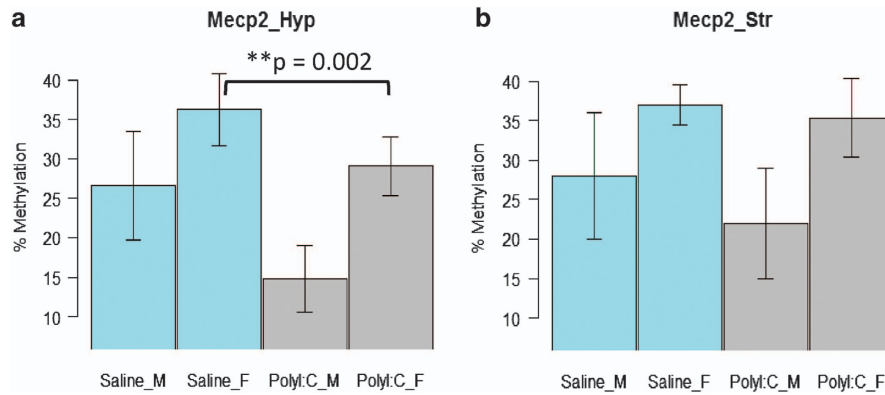 a
Mecp2_Hyp
**p = 0.002
% Methylation
40
35
30
25
20
15
10
Saline_M Saline_F PolyI:C_M PolyI:C_F
b
Mecp2_Str
% Methylation
40
35
30
25
20
15
10
Saline_M Saline_F PolyI:C_M PolyI:C_F